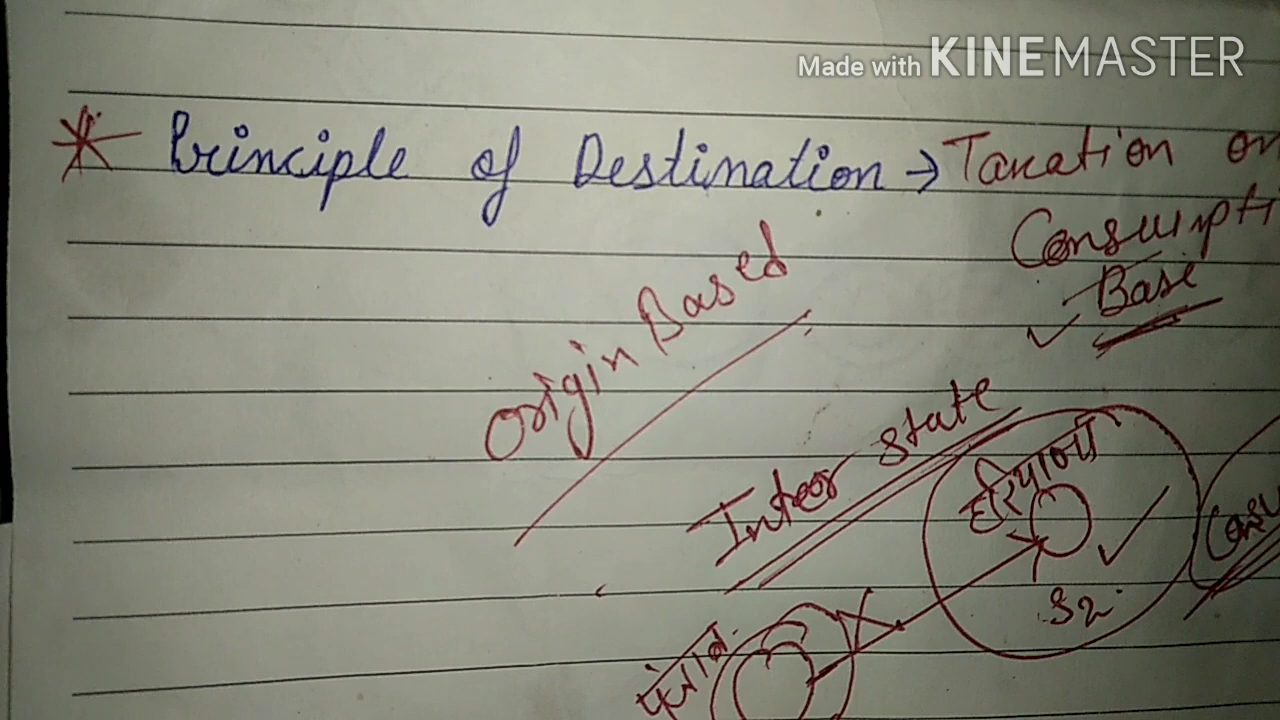 Made with KINEMASTER
* Principle of Destination → Taxation on
Consumpti
Base
Origin Based
Inter State
हरियाणा
S2
पंजाब